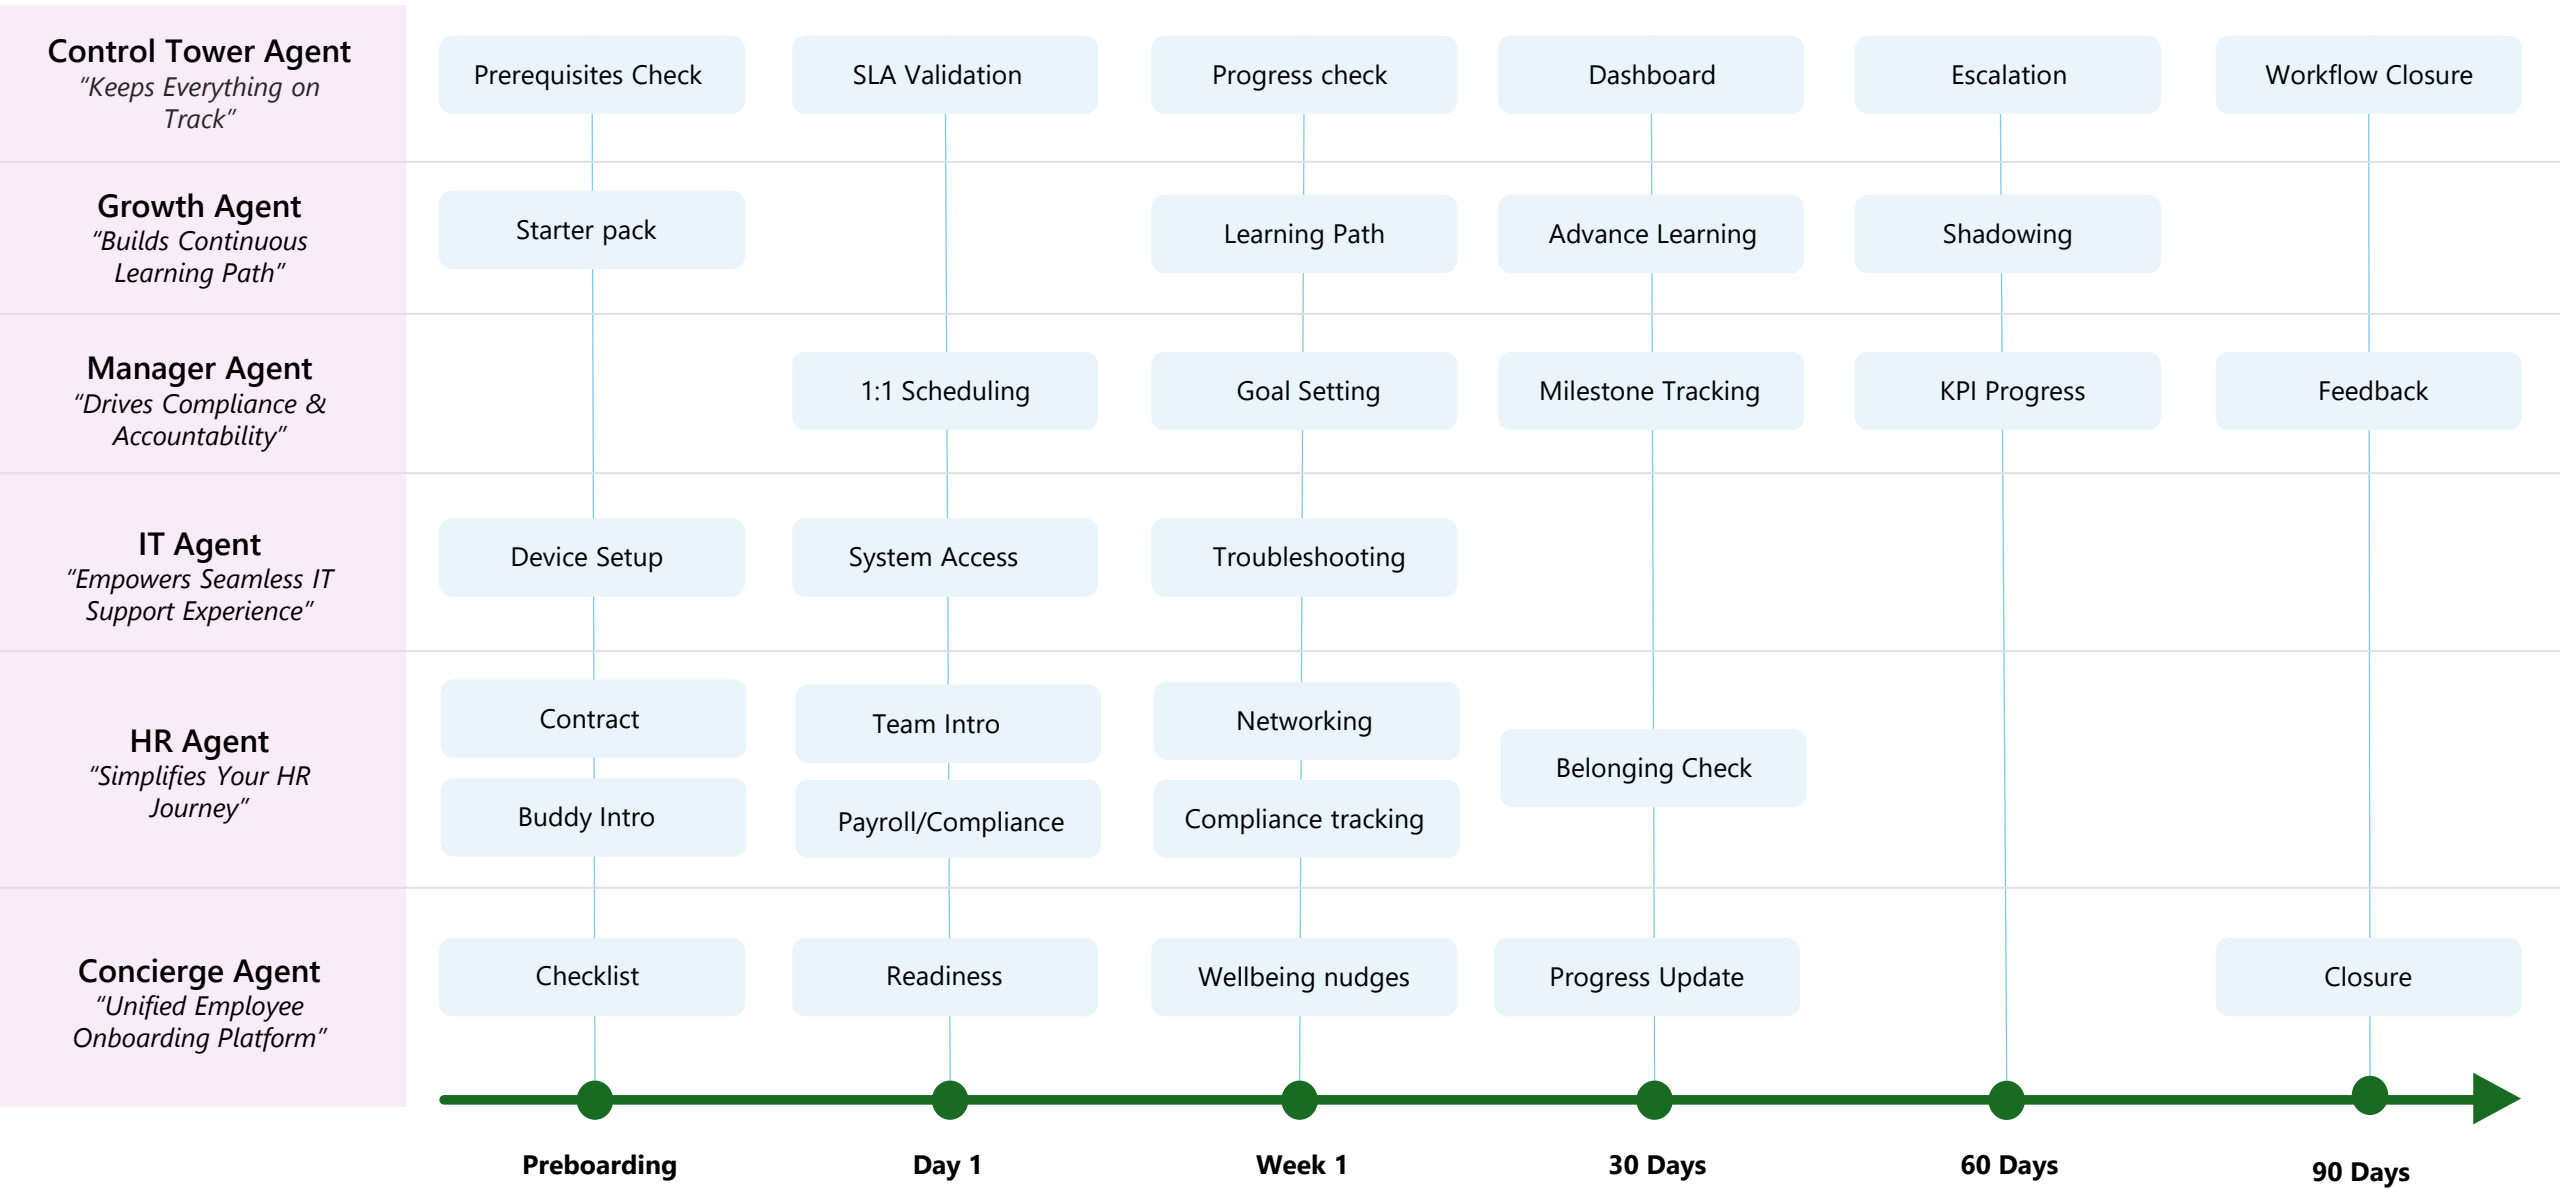 Control Tower Agent
“Keeps Everything on
Track”
Prerequisites Check
SLA Validation
Progress check
Dashboard
Escalation
Workflow Closure
Growth Agent
“Builds Continuous
Learning Path”
Starter pack
Learning Path
Advance Learning
Shadowing
Manager Agent
“Drives Compliance &
Accountability”
1:1 Scheduling
Goal Setting
Milestone Tracking
KPI Progress
Feedback
IT Agent
“Empowers Seamless IT
Support Experience”
Device Setup
System Access
Troubleshooting
HR Agent
“Simplifies Your HR
Journey”
Contract
Team Intro
Networking
Belonging Check
Buddy Intro
Payroll/Compliance
Compliance tracking
Concierge Agent
“Unified Employee
Onboarding Platform”
Checklist
Readiness
Wellbeing nudges
Progress Update
Closure
Preboarding
Day 1
Week 1
30 Days
60 Days
90 Days